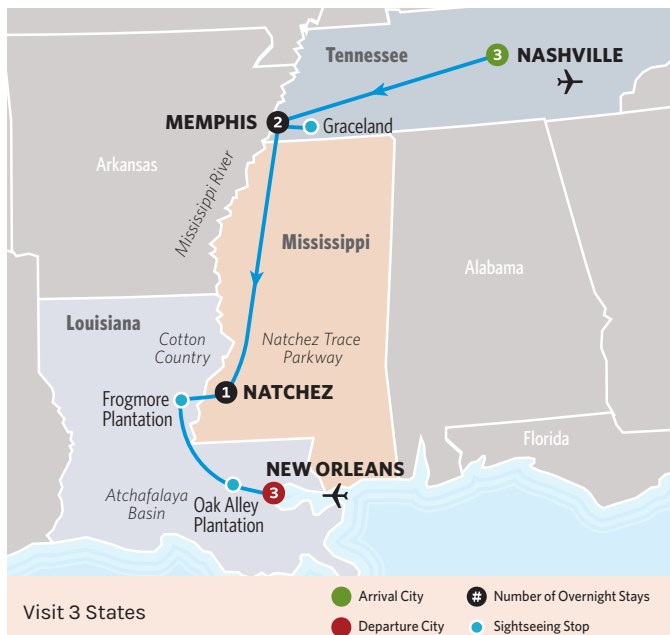 Tennessee
3
NASHVILLE
MEMPHIS
2
Graceland
Arkansas
Mississippi River
Mississippi
Alabama
Louisiana
Cotton
Country
Natchez Trace
Parkway
1
NATCHEZ
Frogmore
Plantation
Florida
NEW ORLEANS
3
Atchafalaya
Basin
Oak Alley
Plantation
Visit 3 States
Arrival City
# Number of Overnight Stays
Departure City
Sightseeing Stop